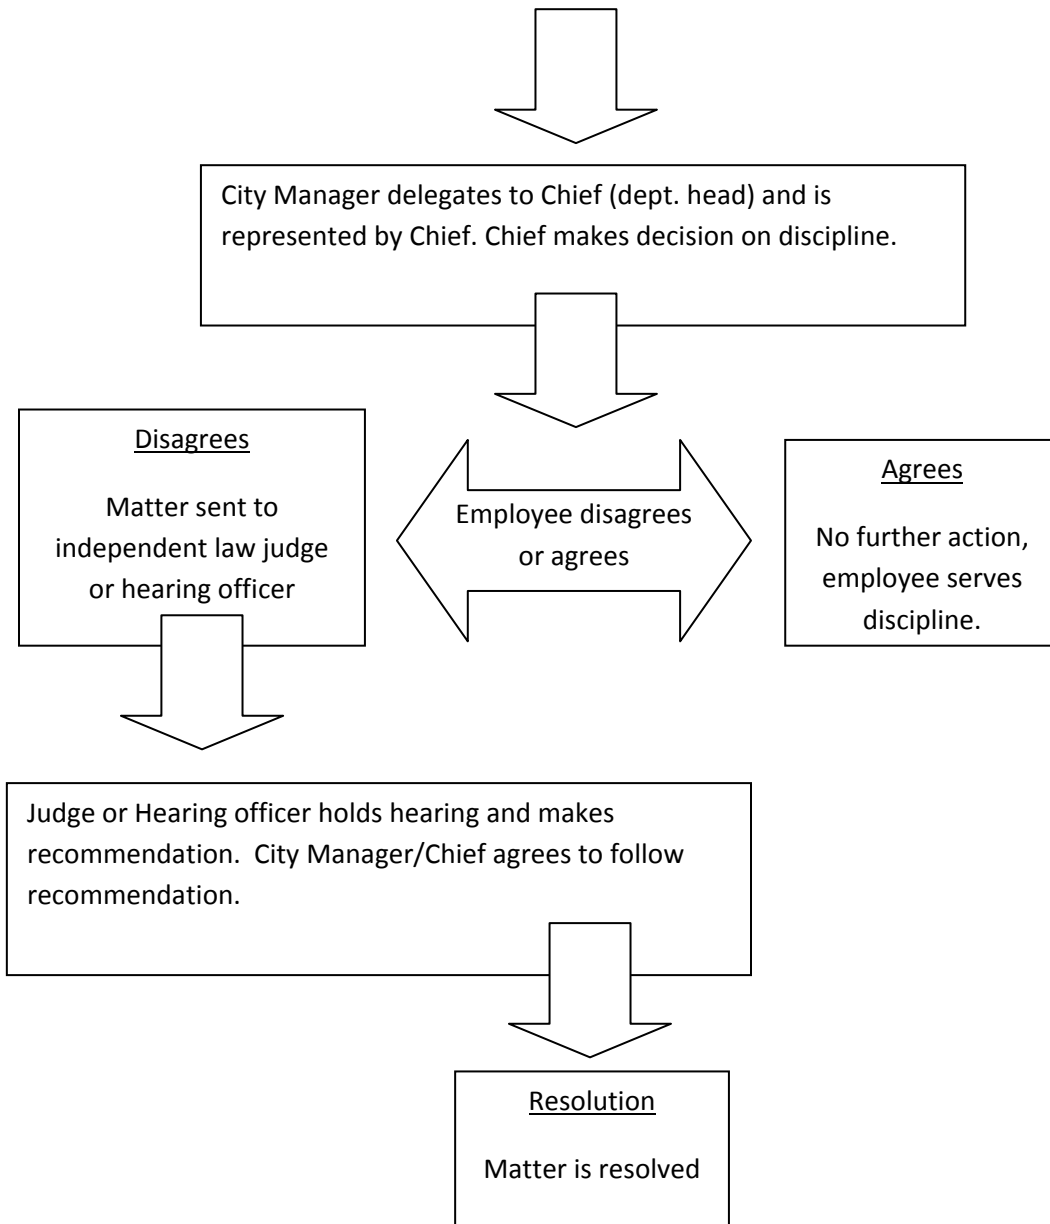 City Manager delegates to Chief (dept. head) and is
represented by Chief. Chief makes decision on discipline.
Disagrees
Matter sent to
independent law judge
or hearing officer
Employee disagrees
or agrees
Agrees
No further action,
employee serves
discipline.
Judge or Hearing officer holds hearing and makes
recommendation.  City Manager/Chief agrees to follow
recommendation.
Resolution
Matter is resolved